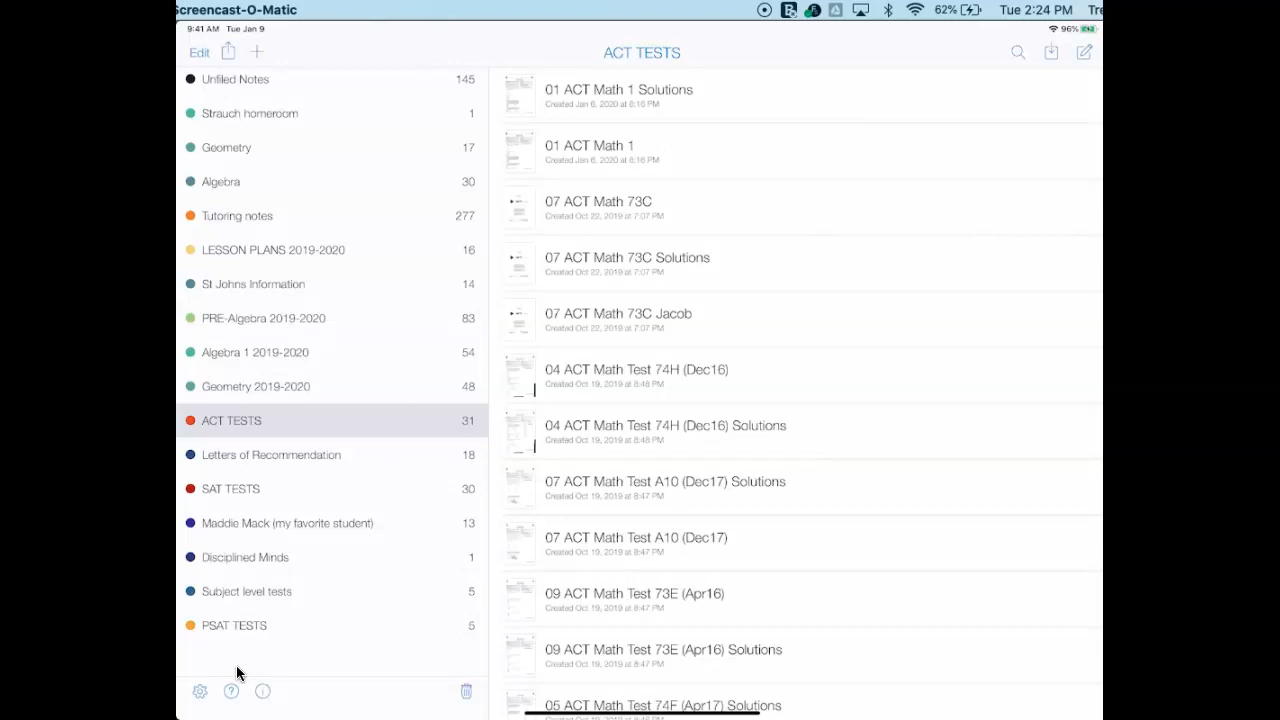 Screencast-O-Matic
62%
Tue 2:24 PM
9:41 AM Tue Jan 9
96%
Edit
ACT TESTS
Unfiled Notes 145
Strauch homeroom 1
Geometry 17
Algebra 30
Tutoring notes 277
LESSON PLANS 2019-2020 16
St Johns Information 14
PRE-Algebra 2019-2020 83
Algebra 1 2019-2020 54
Geometry 2019-2020 48
ACT TESTS 31
Letters of Recommendation 18
SAT TEST 30
Maddie Mack (my favorite student) 13
Disciplined Minds 1
Subject level tests 5
PSAT TESTS 5
01 ACT Math 1 Solutions
Created Jan 6, 2020 at 8:16 PM
01 ACT Math 1
Created Jan 6, 2020 at 8:16 PM
07 ACT Math 73C
Created Oct 22, 2019 at 7:07 PM
07 ACT Math 73C Solutions
Created Oct 22, 2019 at 7:07 PM
07 ACT Math 73C Jacob
Created Oct 22, 2019 at 7:07 PM
04 ACT Math Test 74H (Dec16)
Created Oct 19, 2019 at 8:48 PM
04 ACT Math Test 74H (Dec16) Solutions
Created Oct 19, 2019 at 8:48 PM
07 ACT Math Test A10 (Dec17) Solutions
Created Oct 19, 2019 at 8:47 PM
07 ACT Math Test A10 (Dec17)
Created Oct 19, 2019 at 8:47 PM
09 ACT Math Test 73E (Apr16)
Created Oct 19, 2019 at 8:47 PM
09 ACT Math Test 73E (Apr16) Solutions
Created Oct 19, 2019 at 8:47 PM
05 ACT Math Test 74F (Apr17) Solutions